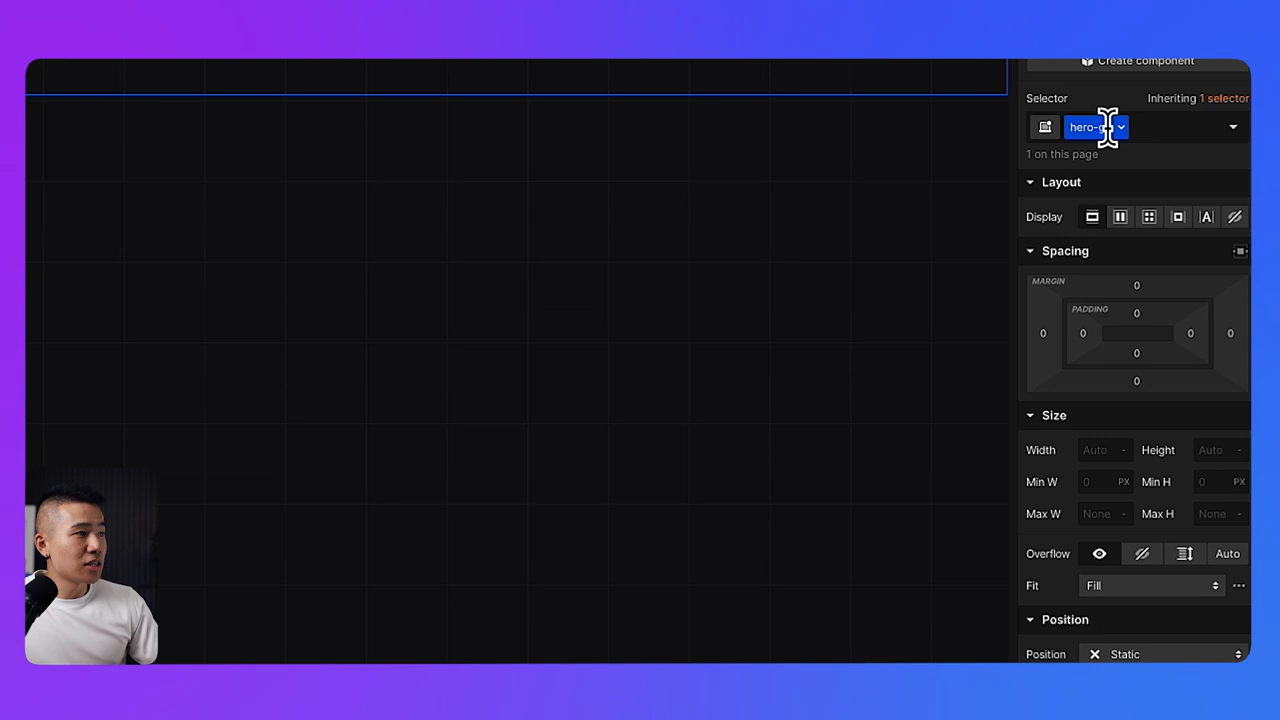 Create component
Selector Inheriting 1 selector
1 on this page
Layout
Display
Spacing
MARGIN
0
PADDING
0
0 0 0 0
0
0
Size
Width Auto - Height Auto -
Min W 0 PX Min H 0 PX
Max W None - Max H None -
Overflow Auto
Fit Fill
Position
Position Static